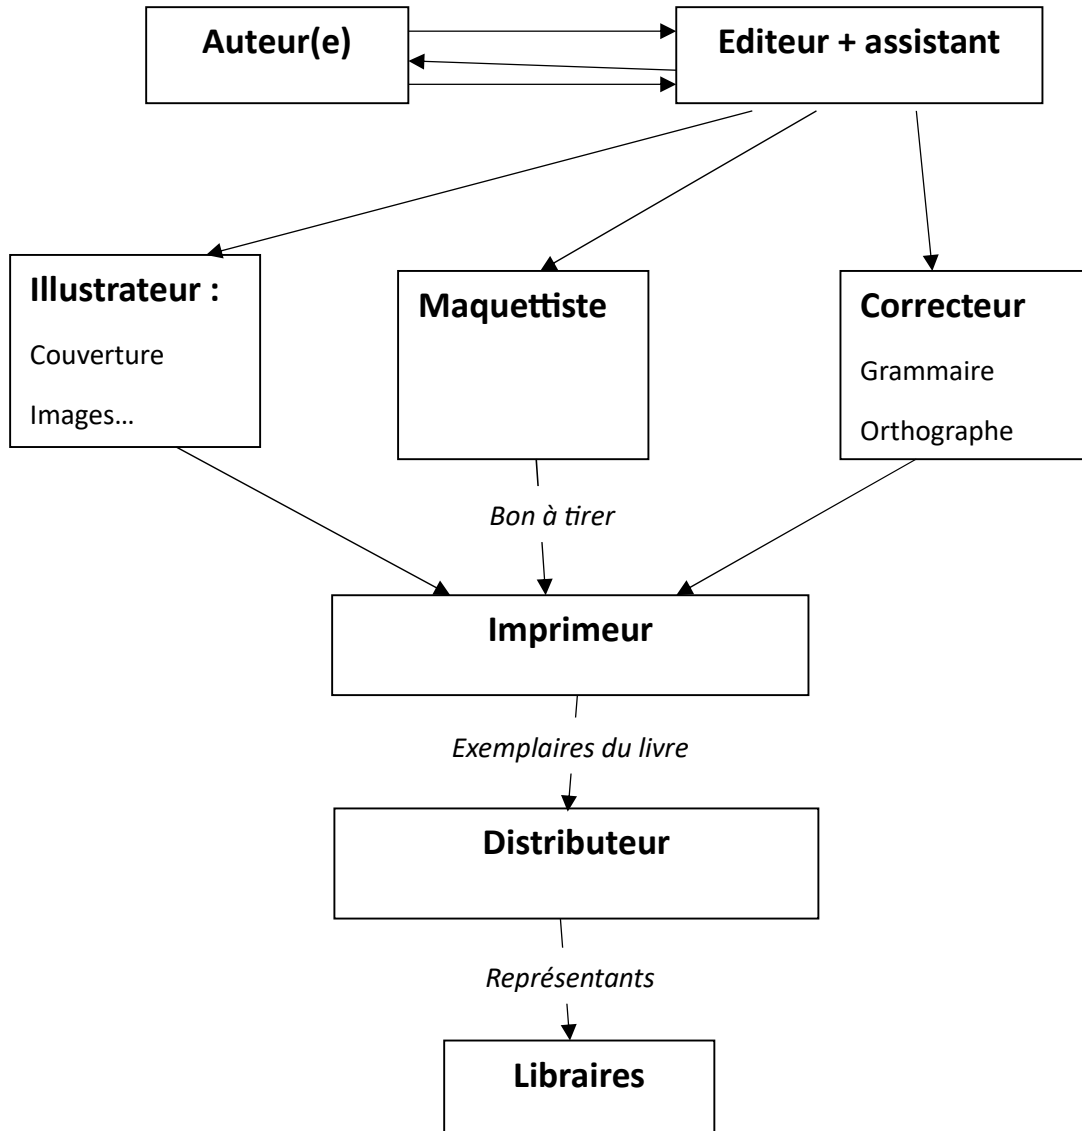 Auteur(e)
Editeur + assistant
Illustrateur :
Couverture
Images…
Maquettiste
Correcteur
Grammaire
Orthographe
Bon à tirer
Imprimeur
Exemplaires du livre
Distributeur
Représentants
Libraires